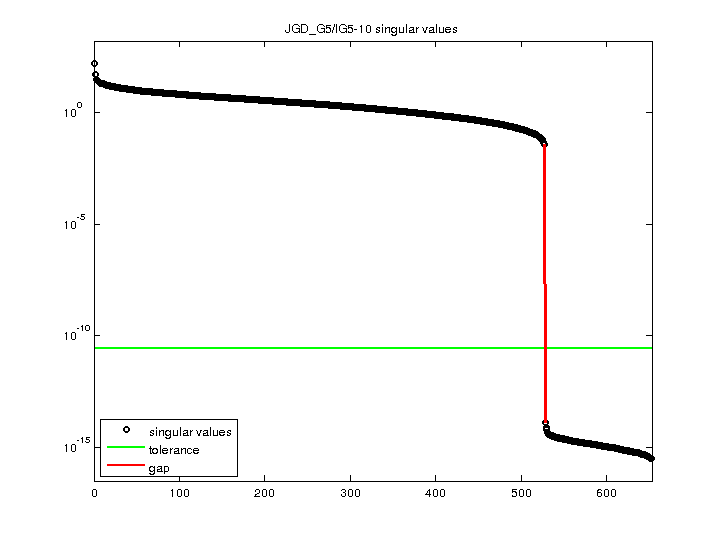 JGD_G5/IG5-10 singular values
10^0
10^-5
10^-10
10^-15
singular values
tolerance
gap
0 100 200 300 400 500 600